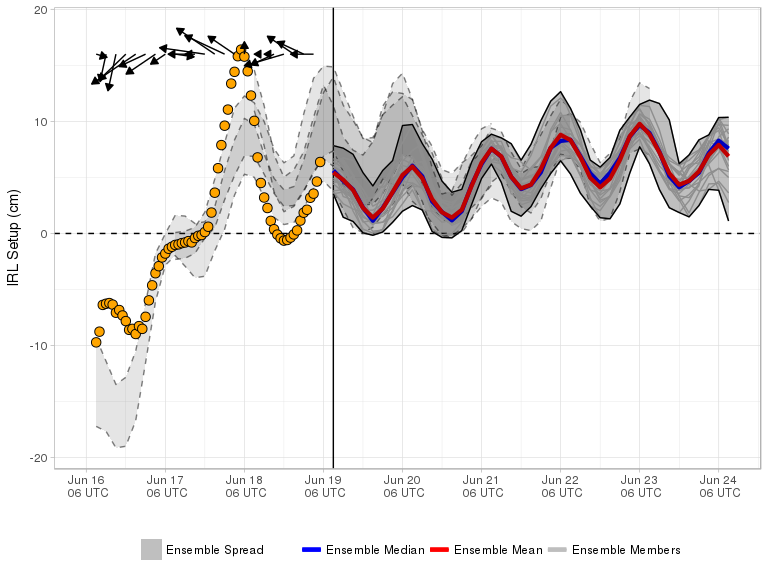 20
10
0
-10
-20
IRL Setup (cm)
Jun 16 Jun 17 Jun 18 Jun 19 Jun 20 Jun 21 Jun 22 Jun 23 Jun 24
06 UTC 06 UTC 06 UTC 06 UTC 06 UTC 06 UTC 06 UTC 06 UTC 06 UTC
Ensemble Spread Ensemble Median Ensemble Mean Ensemble Members